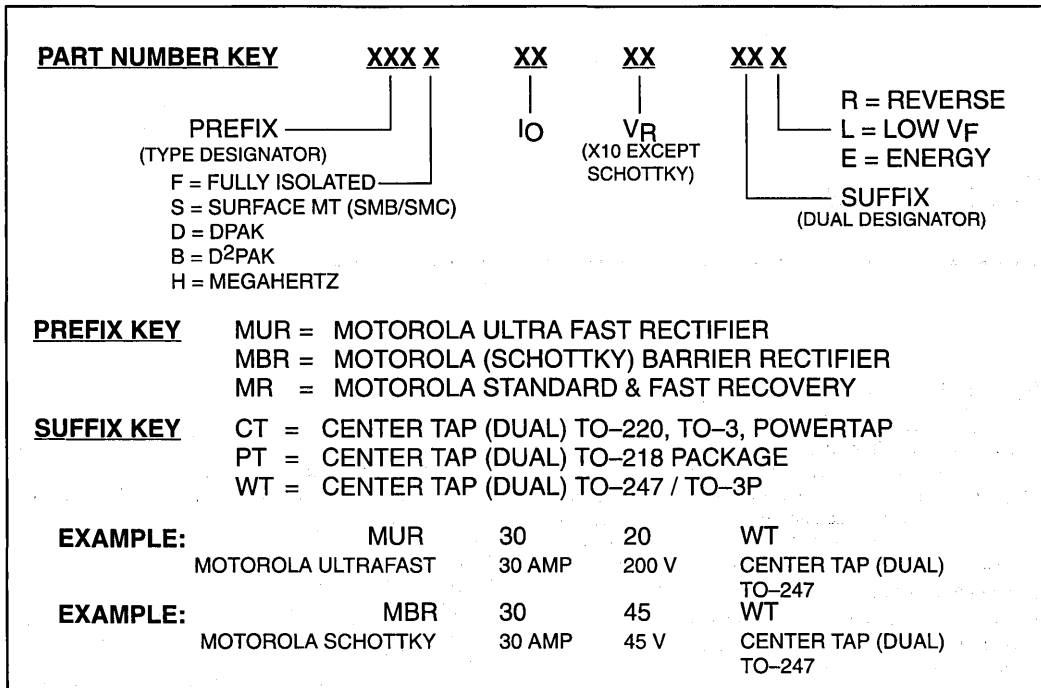 PART NUMBER KEY XXX X XX XX XX X
PREFIX IO VR R = REVERSE
(TYPE DESIGNATOR) (X10 EXCEPT L = LOW VF
F = FULLY ISOLATED SCHOTTKY) E = ENERGY
S = SURFACE MT (SMB/SMC) SUFFIX
D = DPAK (DUAL DESIGNATOR)
B = D2PAK
H = MEGAHERTZ
PREFIX KEY MUR = MOTOROLA ULTRA FAST RECTIFIER
MBR = MOTOROLA (SCHOTTKY) BARRIER RECTIFIER
MR = MOTOROLA STANDARD & FAST RECOVERY
SUFFIX KEY CT = CENTER TAP (DUAL) TO–220, TO–3, POWERTAP
PT = CENTER TAP (DUAL) TO–218 PACKAGE
WT = CENTER TAP (DUAL) TO–247 / TO–3P
EXAMPLE: MUR 30 20 WT
MOTOROLA ULTRAFAST 30 AMP 200 V CENTER TAP (DUAL)
TO–247
EXAMPLE: MBR 30 45 WT
MOTOROLA SCHOTTKY 30 AMP 45 V CENTER TAP (DUAL)
TO–247